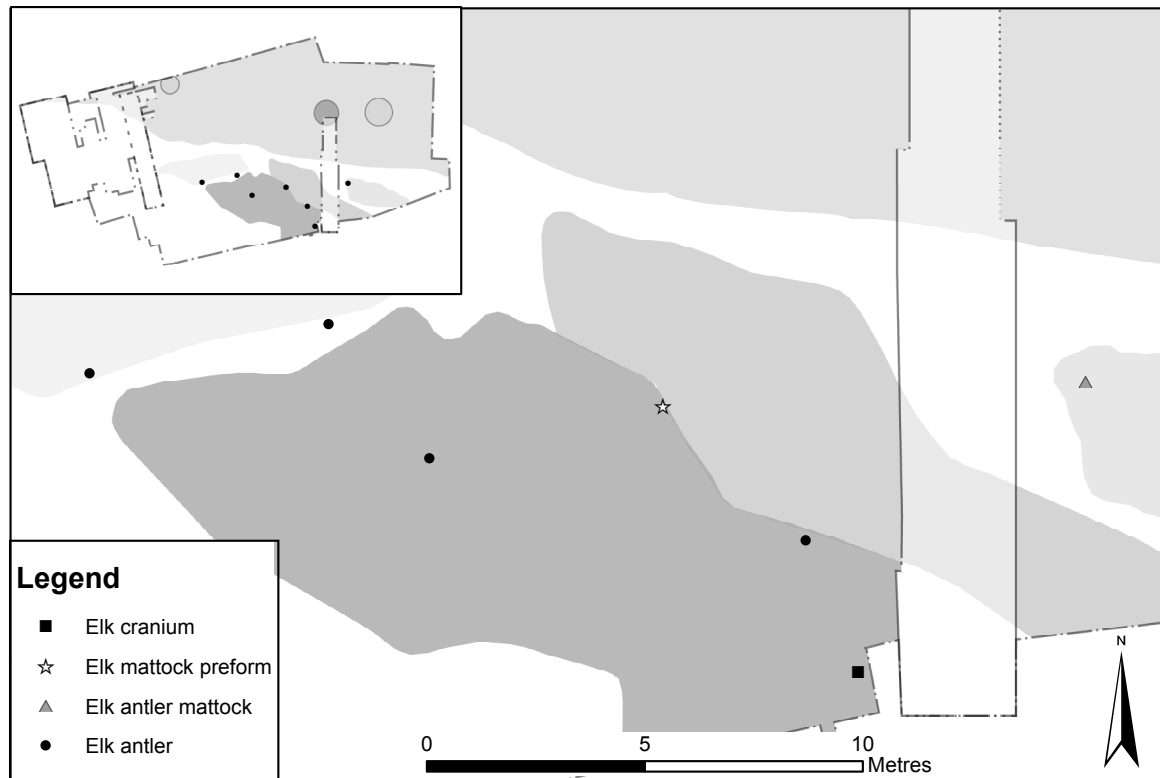 Legend
Elk cranium
Elk mattock preform
Elk antler mattock
Elk antler
0 5 10
Metres
N